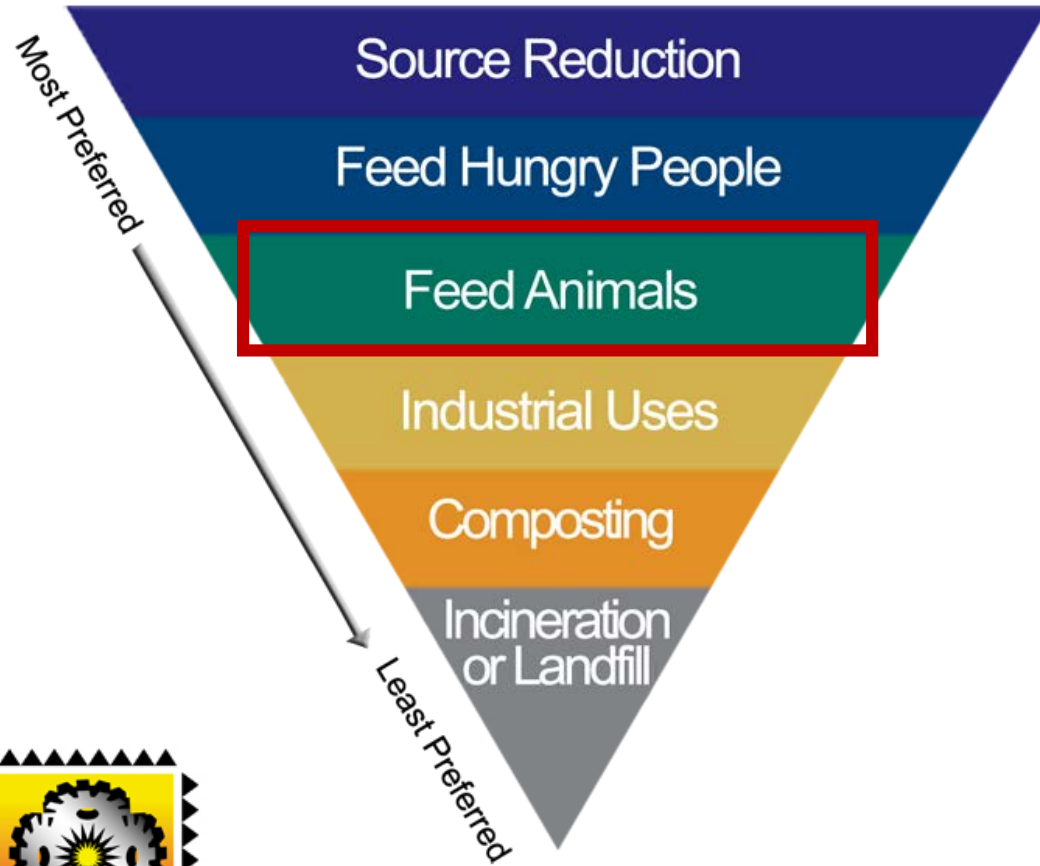 Most Preferred
Source Reduction
Feed Hungry People
Feed Animals
Industrial Uses
Composting
Incineration
or Landfill
Least Preferred